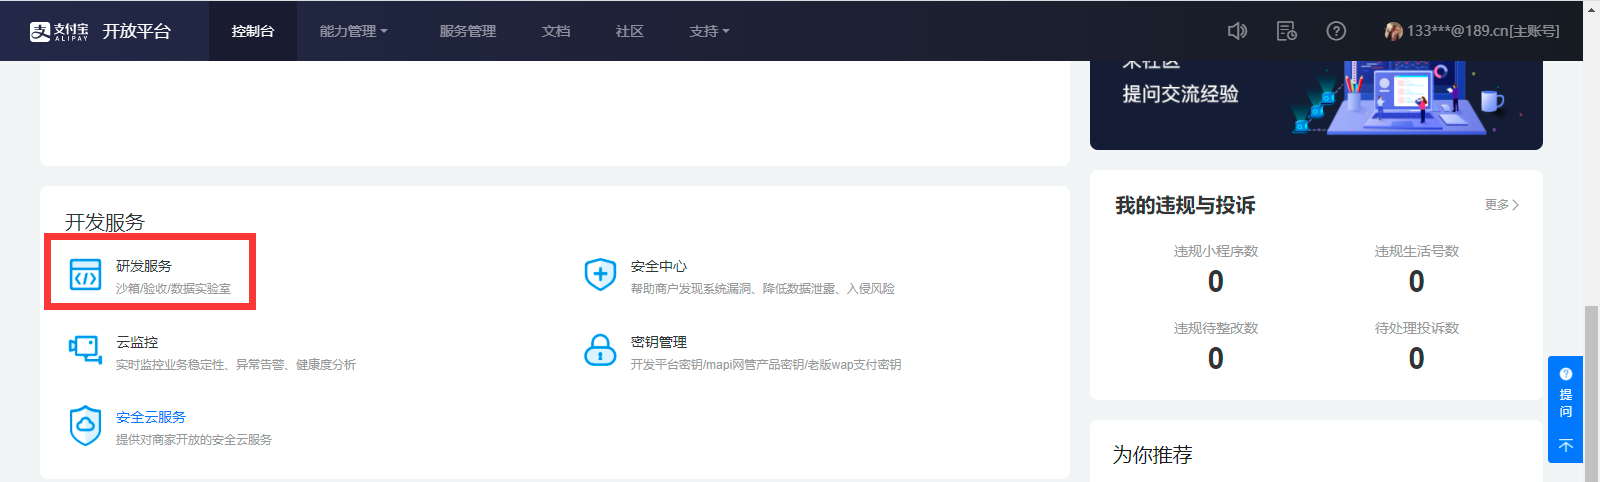 支付宝 ALIPAY 开放平台 控制台 能力管理 服务管理 文档 社区 支持 133***@189.cn[主账号]
提问交流经验
开发服务
研发服务
沙箱/验收/数据实验室
安全中心
帮助商户发现系统漏洞、降低数据泄露、入侵风险
云监控
实时监控业务稳定性、异常告警、健康度分析
密钥管理
开发平台密钥/mapi网管产品密钥/老版wap支付密钥
安全云服务
提供对商家开放的安全云服务
我的违规与投诉 更多
违规小程序数
0
违规生活号数
0
违规待整改数
0
待处理投诉数
0
为你推荐
提问